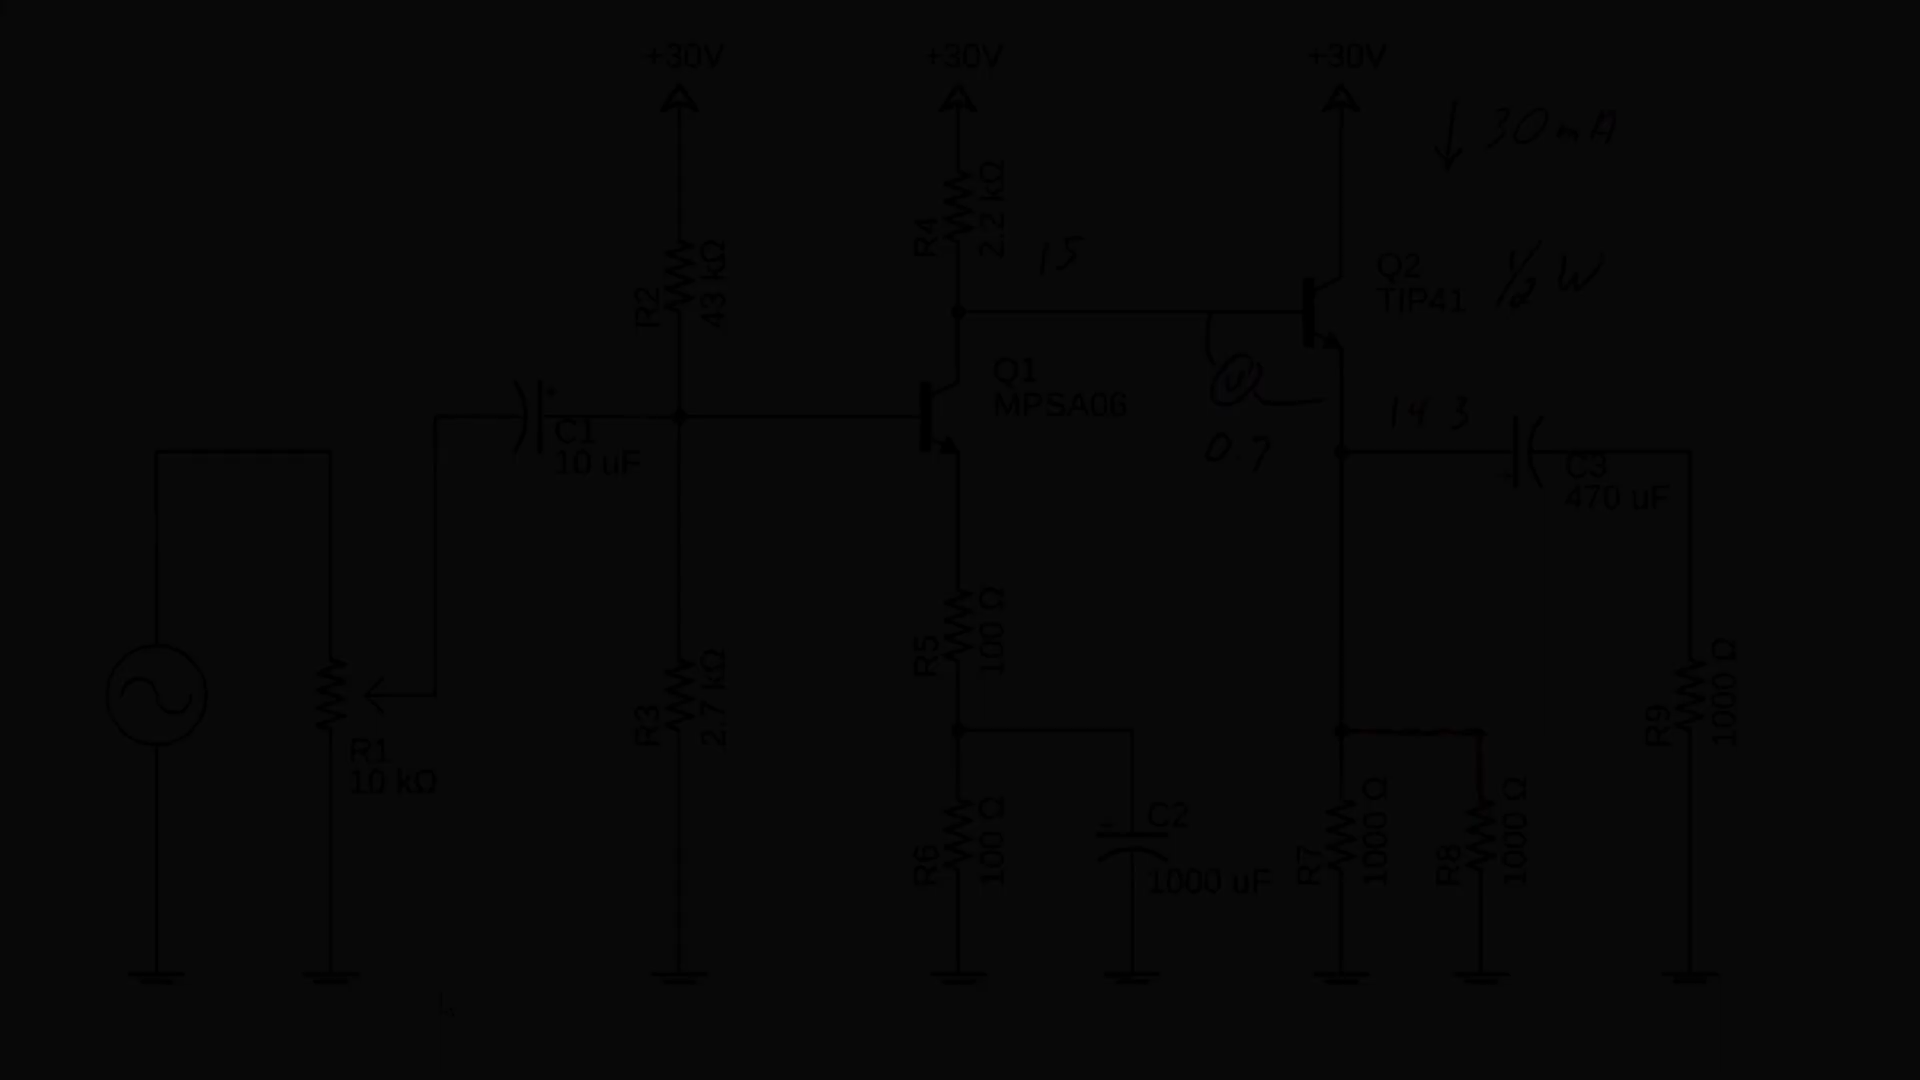 +30V
+30V
+30V
30 mA
R4
2.2 kΩ
15
R2
43 kΩ
Q2
TIP41
1/2 W
Q1
MPSA06
C1
10 uF
0.7
14 3
C3
470 uF
R5
100 Ω
R3
2.7 kΩ
R9
1000 Ω
R1
10 kΩ
R6
100 Ω
C2
1000 uF
R7
1000 Ω
R8
1000 Ω